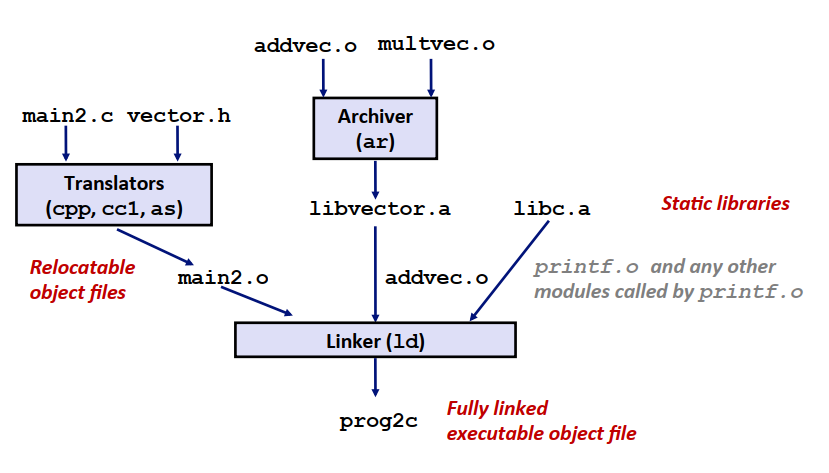 addvec.o multvec.o
main2.c vector.h
Archiver
(ar)
Translators
(cpp, cc1, as)
libvector.a
libc.a
Static libraries
Relocatable
object files
main2.o
addvec.o
printf.o and any other
modules called by printf.o
Linker (ld)
prog2c
Fully linked
executable object file